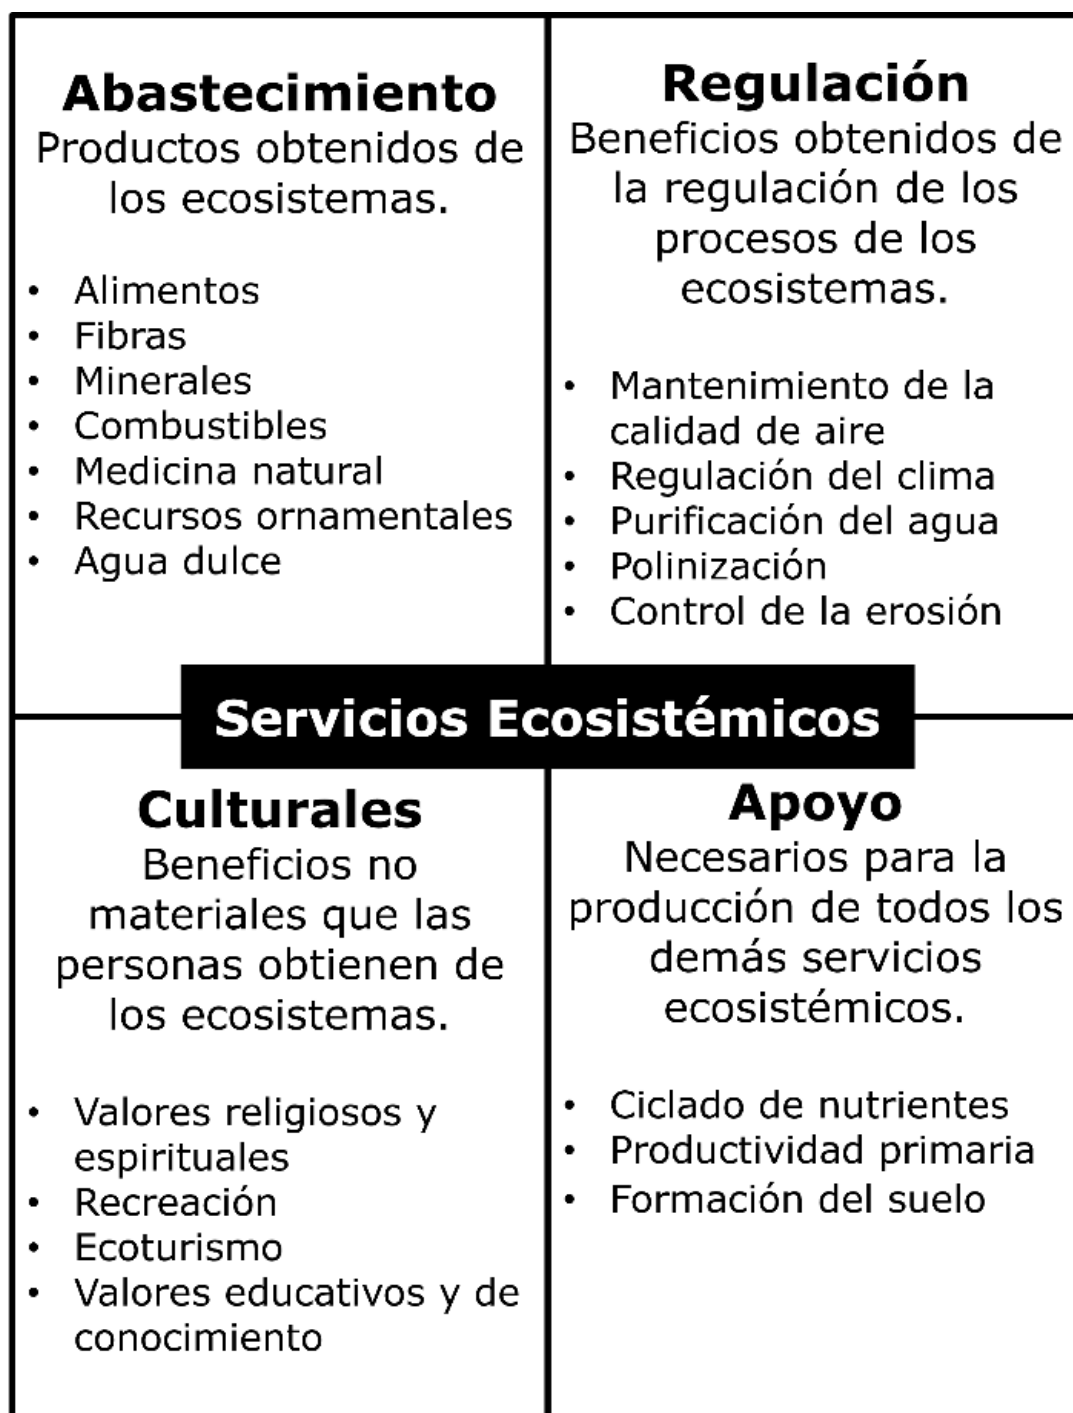 Abastecimiento
Productos obtenidos de
los ecosistemas.
• Alimentos
• Fibras
• Minerales
• Combustibles
• Medicina natural
• Recursos ornamentales
• Agua dulce
Regulación
Beneficios obtenidos de
la regulación de los
procesos de los
ecosistemas.
• Mantenimiento de la
calidad de aire
• Regulación del clima
• Purificación del agua
• Polinización
• Control de la erosión
Servicios Ecosistémicos
Culturales
Beneficios no
materiales que las
personas obtienen de
los ecosistemas.
• Valores religiosos y
espirituales
• Recreación
• Ecoturismo
• Valores educativos y de
conocimiento
Apoyo
Necesarios para la
producción de todos los
demás servicios
ecosistémicos.
• Ciclado de nutrientes
• Productividad primaria
• Formación del suelo